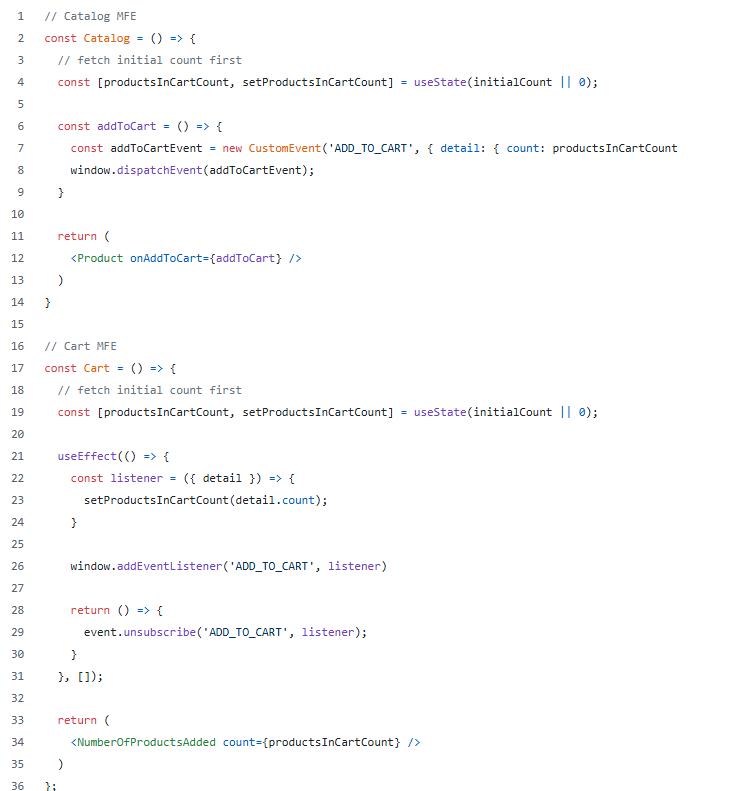 1 // Catalog MFE
2 const Catalog = () => {
3 // fetch initial count first
4 const [productsInCartCount, setProductsInCartCount] = useState(initialCount || 0);
5
6 const addToCart = () => {
7 const addToCartEvent = new CustomEvent('ADD_TO_CART', { detail: { count: productsInCartCount
8 window.dispatchEvent(addToCartEvent);
9 }
10
11 return (
12 <Product onAddToCart={addToCart} />
13 )
14 }
15
16 // Cart MFE
17 const Cart = () => {
18 // fetch initial count first
19 const [productsInCartCount, setProductsInCartCount] = useState(initialCount || 0);
20
21 useEffect(() => {
22 const listener = ({ detail }) => {
23 setProductsInCartCount(detail.count);
24 }
25
26 window.addEventListener('ADD_TO_CART', listener)
27
28 return () => {
29 event.unsubscribe('ADD_TO_CART', listener);
30 }
31 }, []);
32
33 return (
34 <NumberOfProductsAdded count={productsInCartCount} />
35 )
36 };